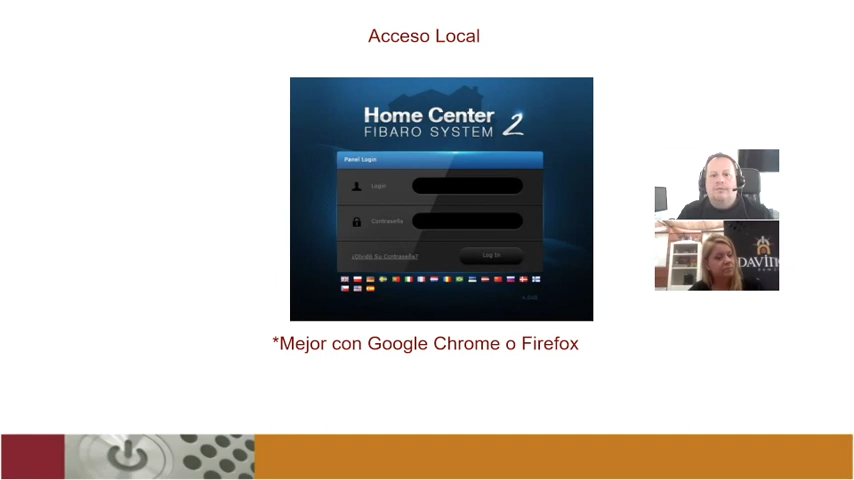 Acceso Local
Home Center 2
FIBARO SYSTEM
Panel Login
Login
Contraseña
¿Olvidó Su Contraseña?
Log In
DAVIN
*Mejor con Google Chrome o Firefox